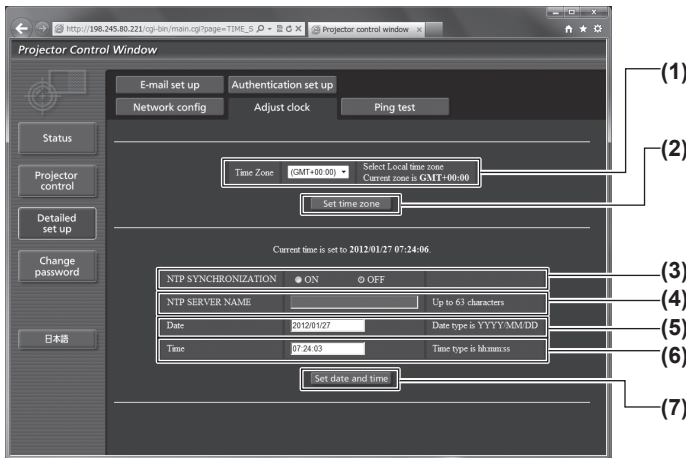 http://198.245.80.221/cgi-bin/main.cgi?page=TIME_S
Projector control window
Projector Control Window
E-mail set up
Authentication set up
Network config
Adjust clock
Ping test
Status
Projector
control
Detailed
set up
Change
password
日本語
Time Zone
(GMT+00:00)
Select Local time zone
Current zone is GMT+00:00
Set time zone
Current time is set to 2012/01/27 07:24:06.
NTP SYNCHRONIZATION ON OFF
NTP SERVER NAME Up to 63 characters
Date 2012/01/27 Date type is YYYY/MM/DD
Time 07:24:03 Time type is hh:mm:ss
Set date and time
(1)
(2)
(3)
(4)
(5)
(6)
(7)